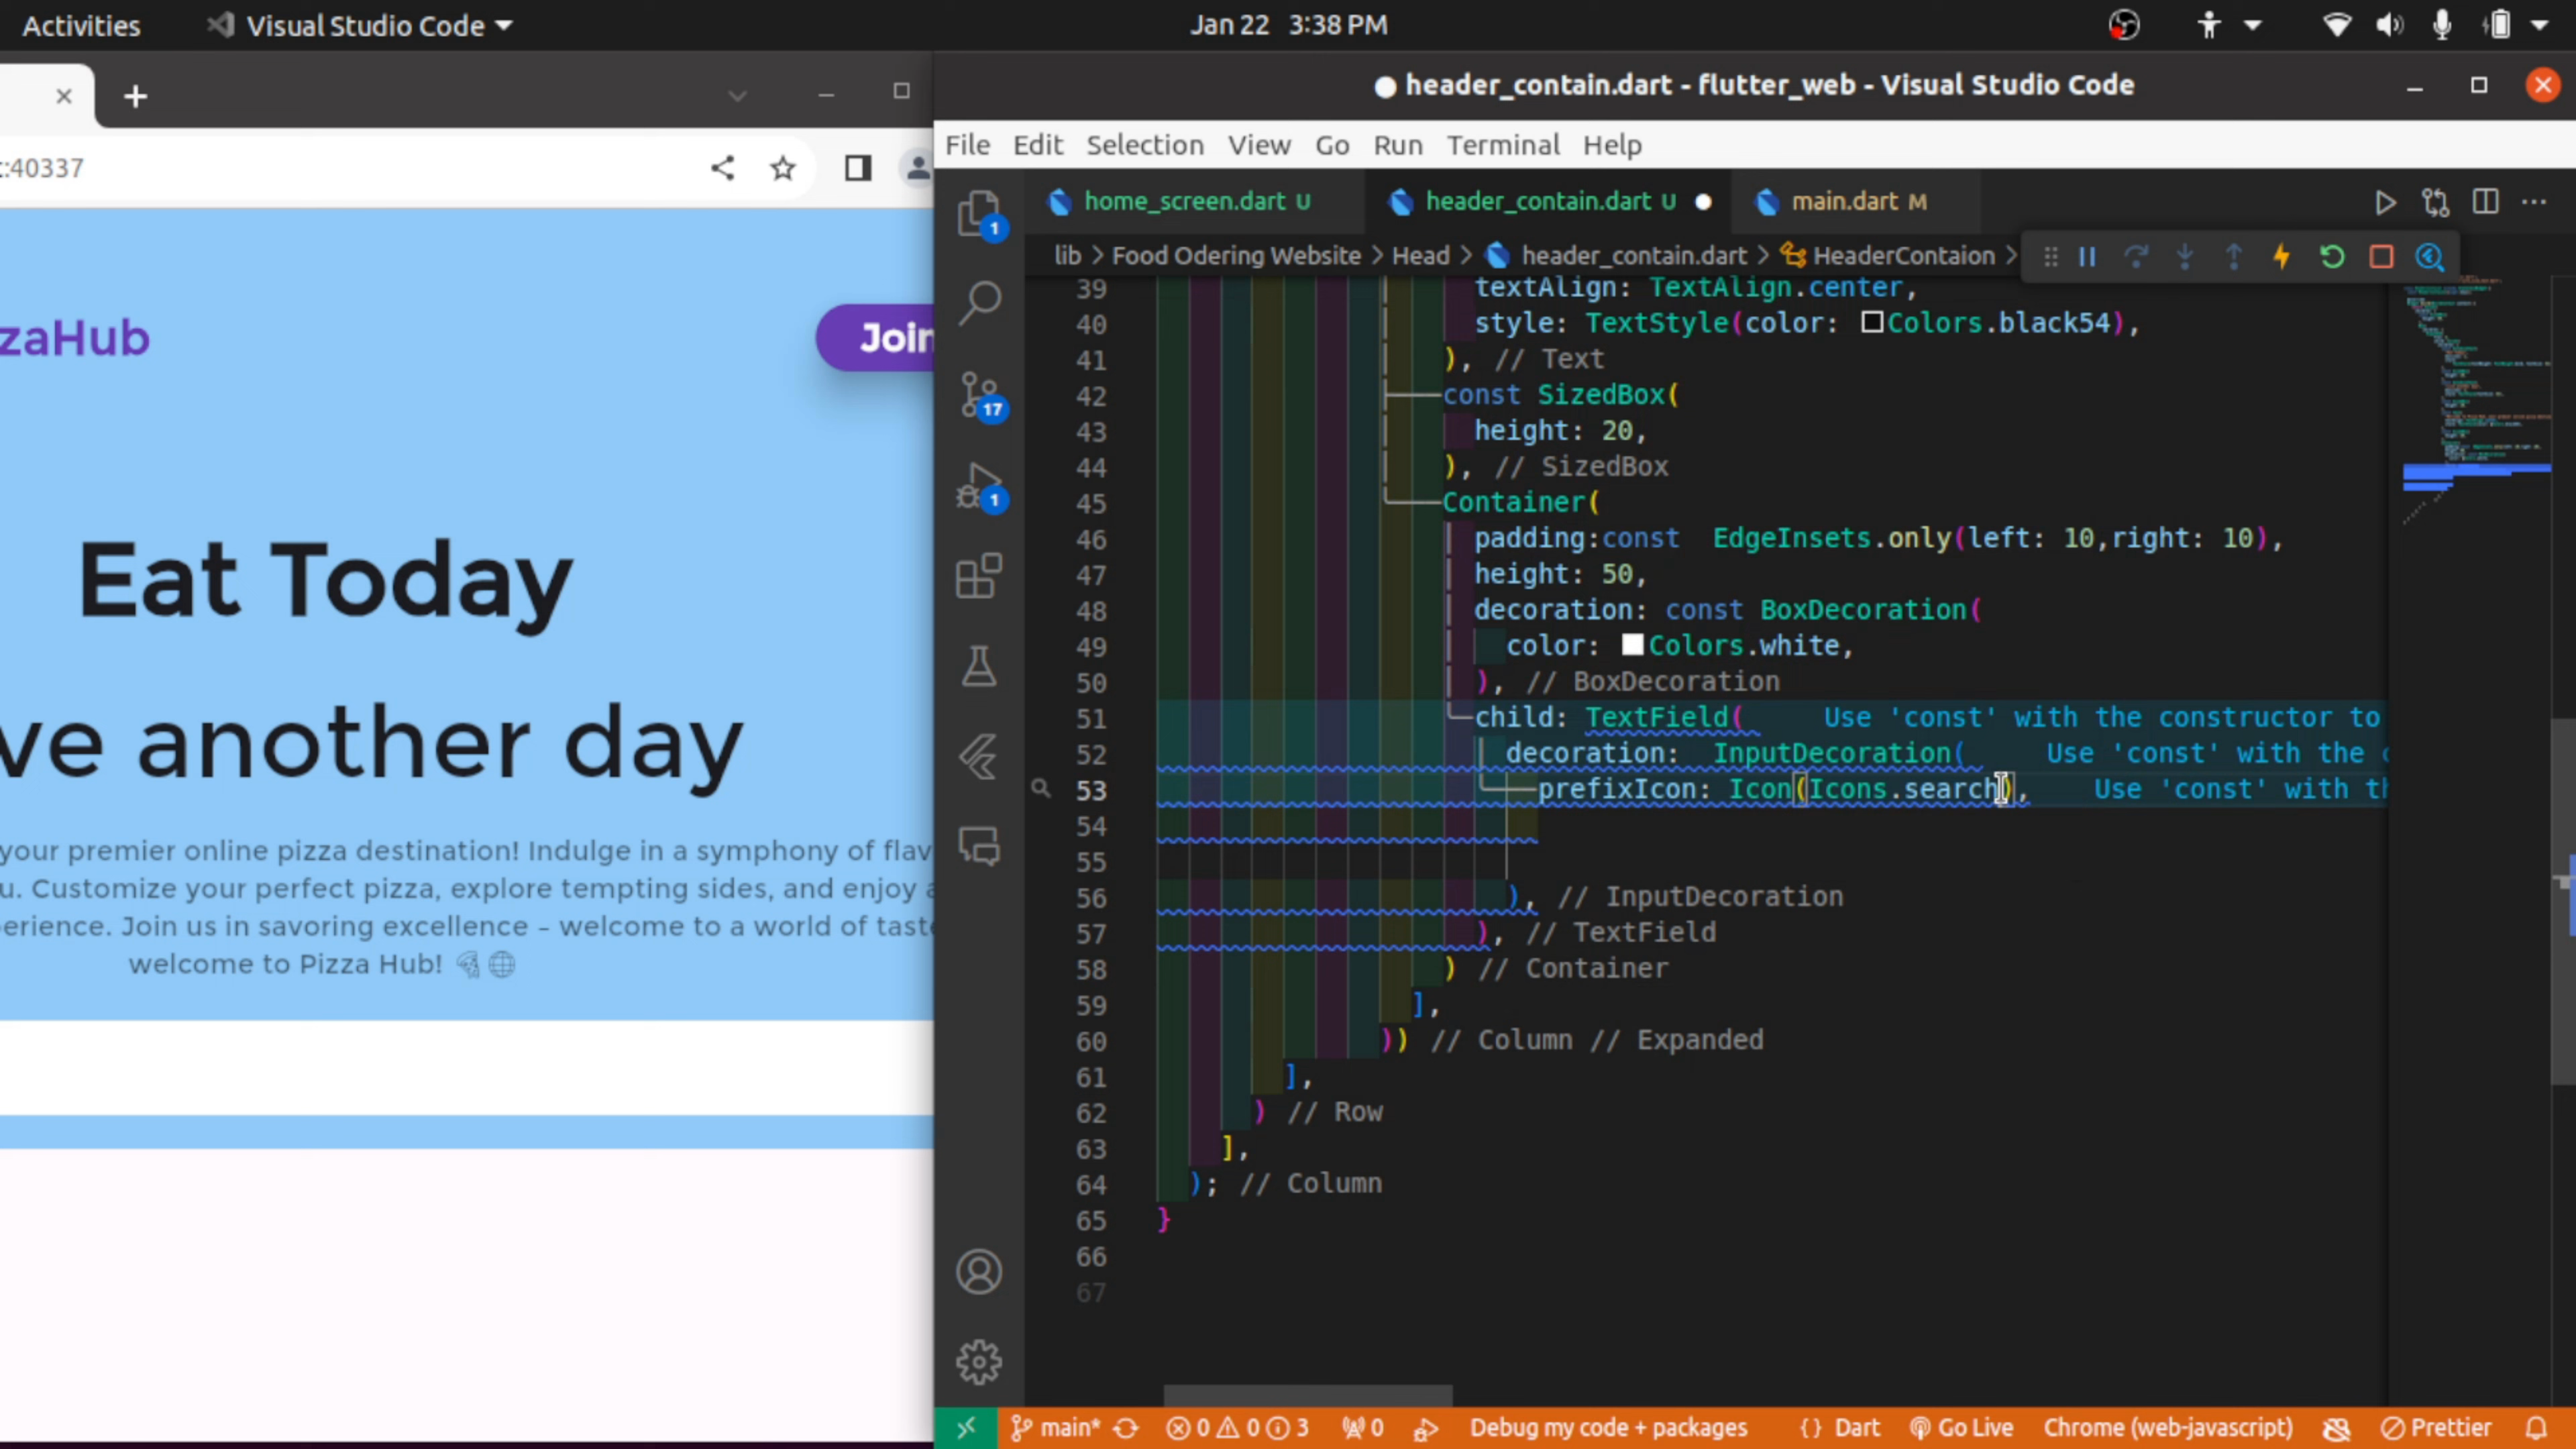 Activities
Visual Studio Code
Jan 22 3:38 PM
:40337
zaHub
Join
Eat Today
ve another day
your premier online pizza destination! Indulge in a symphony of flav
u. Customize your perfect pizza, explore tempting sides, and enjoy a
erience. Join us in savoring excellence - welcome to a world of taste
welcome to Pizza Hub! 🍕🌐
header_contain.dart - flutter_web - Visual Studio Code
File Edit Selection View Go Run Terminal Help
home_screen.dart U
header_contain.dart U
main.dart M
lib > Food Odering Website > Head > header_contain.dart > HeaderContaion >
1
17
1
39 textAlign: TextAlign.center,
40 style: TextStyle(color: Colors.black54),
41 ), // Text
42 const SizedBox(
43 height: 20,
44 ), // SizedBox
45 Container(
46 padding:const  EdgeInsets.only(left: 10,right: 10),
47 height: 50,
48 decoration: const BoxDecoration(
49 color: Colors.white,
50 ), // BoxDecoration
51 child: TextField( Use 'const' with the constructor to
52 decoration:  InputDecoration( Use 'const' with the c
53 prefixIcon: Icon(Icons.search), Use 'const' with th
54
55
56 ), // InputDecoration
57 ), // TextField
58 ) // Container
59 ],
60 )) // Column // Expanded
61 ],
62 ) // Row
63 ],
64 ); // Column
65 }
66
67
main* 0 0 3 0 Debug my code + packages {} Dart Go Live Chrome (web-javascript) Prettier